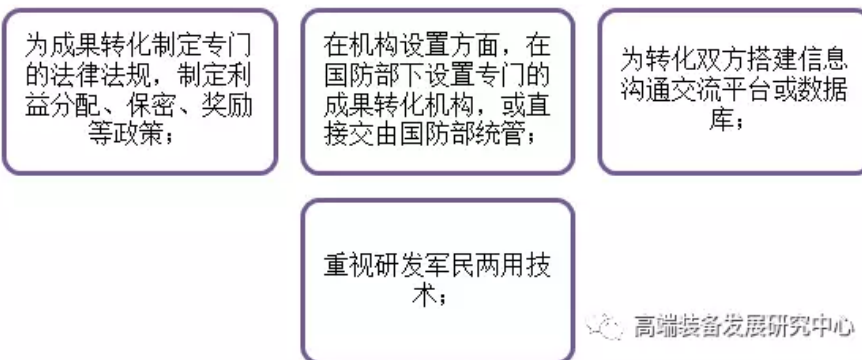 为成果转化制定专门
的法律法规，制定利
益分配、保密、奖励
等政策；
在机构设置方面，在
国防部下设置专门的
成果转化机构，或直
接交由国防部统管；
为转化双方搭建信息
沟通交流平台或数据
库；
重视研发军民两用技
术；
高端装备发展研究中心